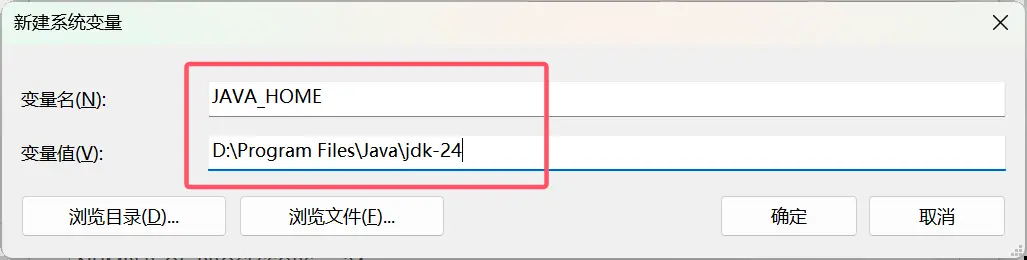 新建系统变量
变量名(N):
JAVA_HOME
变量值(V):
D:\Program Files\Java\jdk-24
浏览目录(D)...
浏览文件(F)...
确定
取消